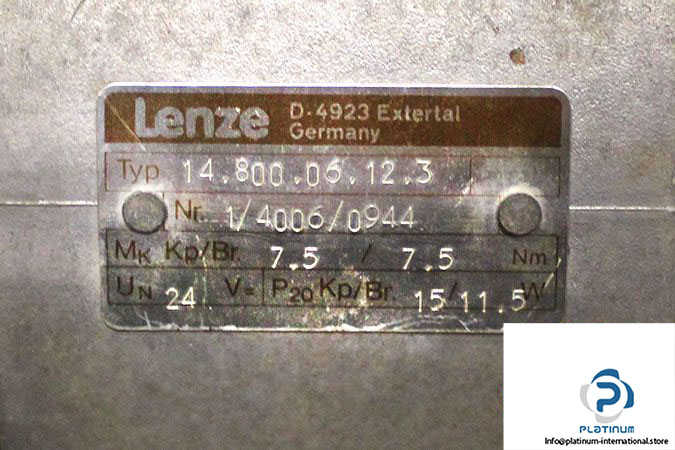 Lenze D-4923 Extertal
Germany
Typ 14.800.06.12.3
Nr. 1/4006/0944
MK Kp/Br. 7.5 / 7.5 Nm
UN 24 V= P20 Kp/Br. 15/11.5 W
PLATINUM
Info@platinum-international.store